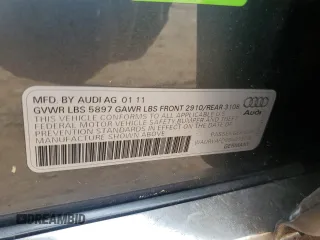 MFD. BY AUDI AG 01 11
GVWR LBS 5897 GAWR LBS FRONT 2910/REAR 3108
THIS VEHICLE CONFORMS TO ALL APPLICABLE U.S.
FEDERAL MOTOR VEHICLE SAFETY BUMPER AND THEFT
PREVENTION STANDARDS IN EFFECT ON THE DATE OF
MANUFACTURE SHOWN ABOVE
Audi
DREAMBID